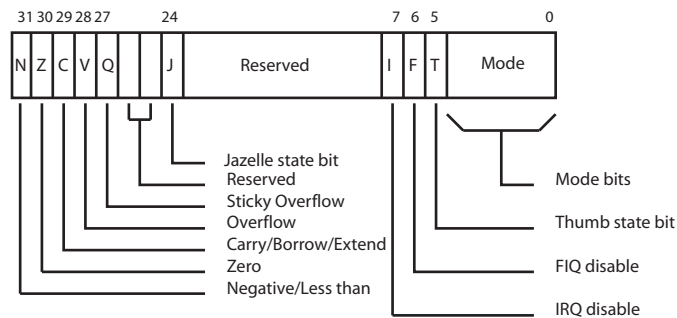 31 30 29 28 27 24 7 6 5 0
N Z C V Q J Reserved I F T Mode
Jazelle state bit
Reserved
Sticky Overflow
Overflow
Carry/Borrow/Extend
Zero
Negative/Less than
Mode bits
Thumb state bit
FIQ disable
IRQ disable